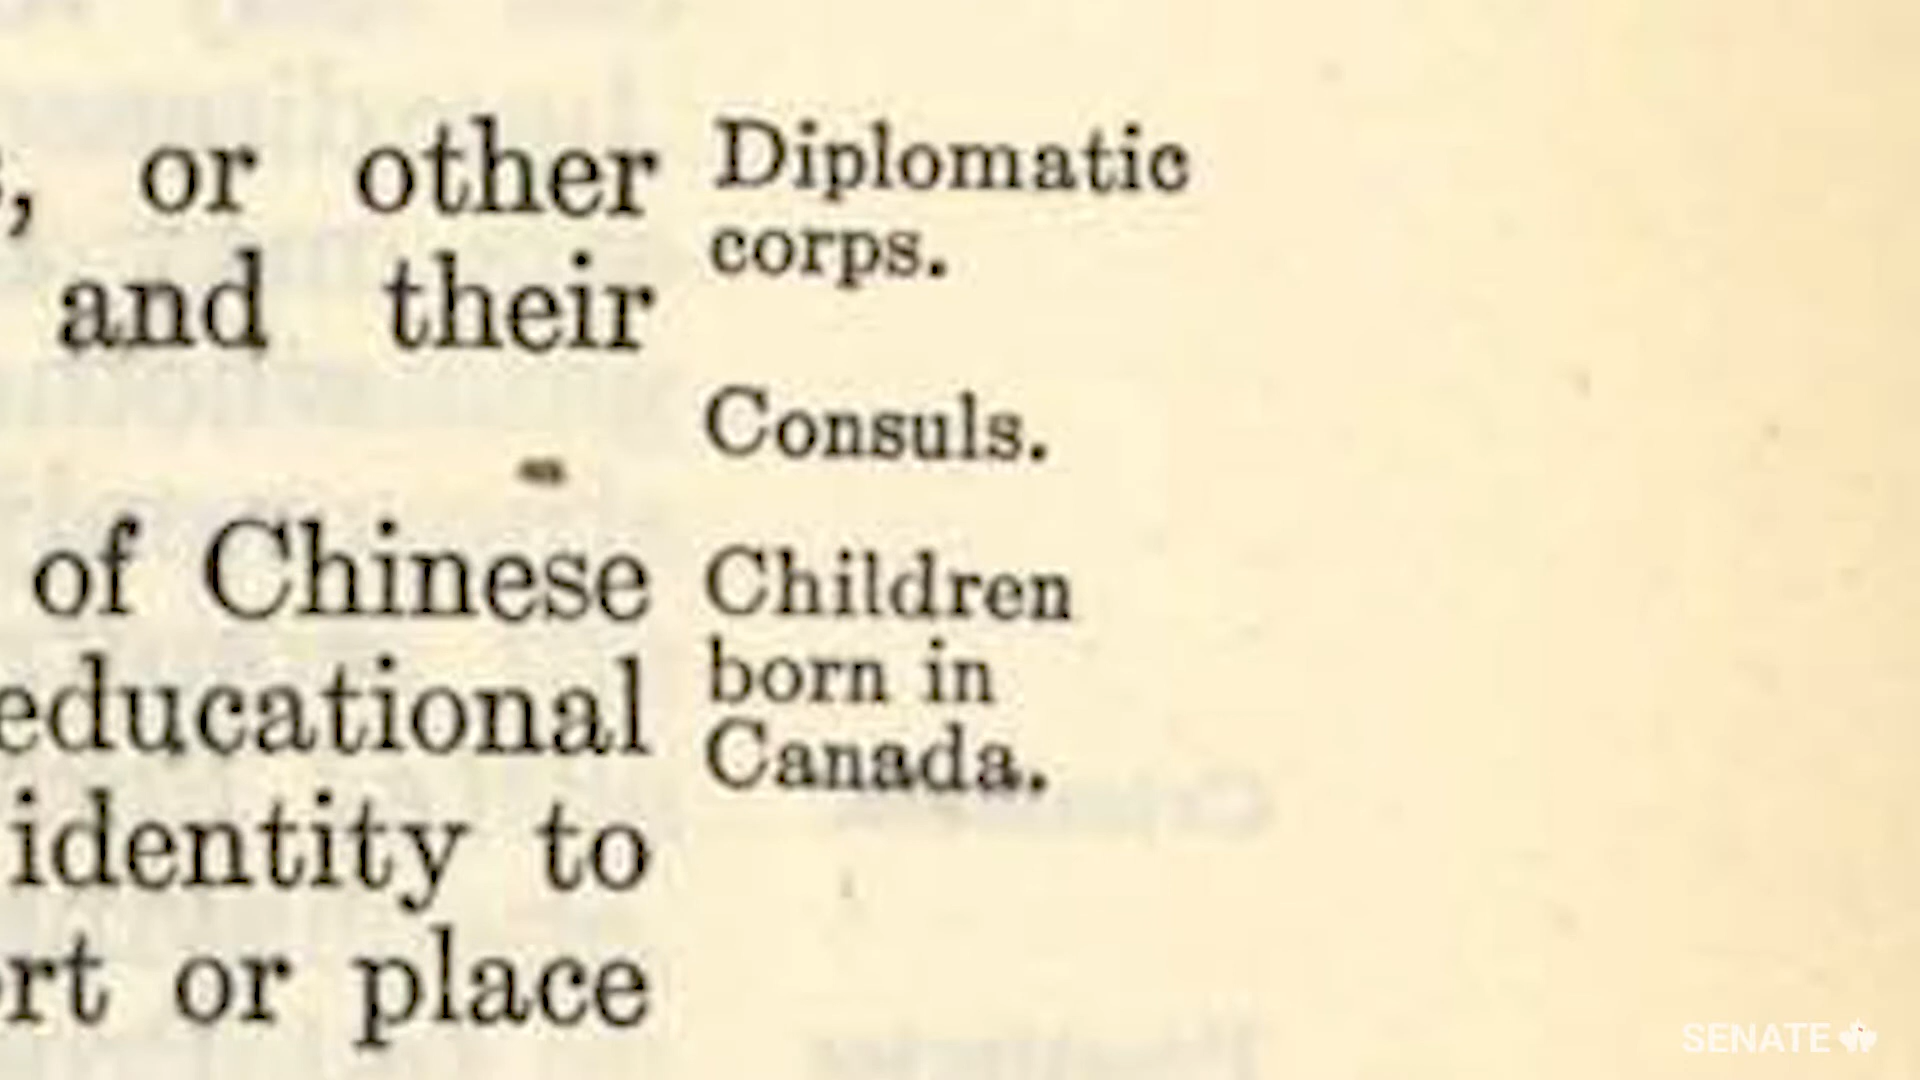 or other
and their
of Chinese
educational
identity to
or place
Diplomatic
corps.
Consuls.
Children
born in
Canada.
SENATE